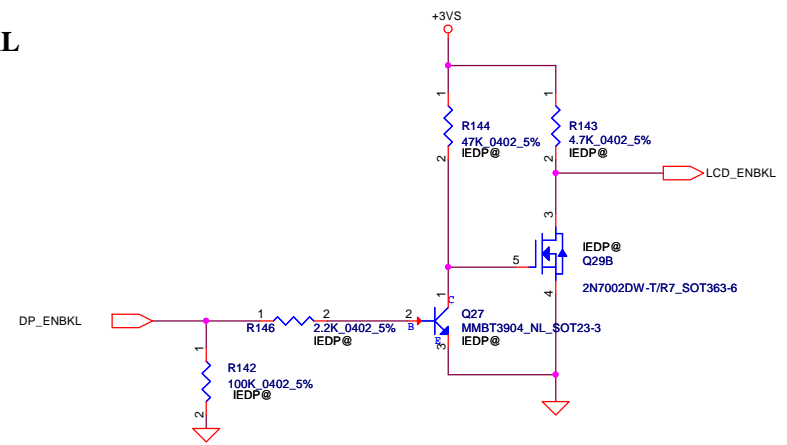 +3VS
L
1
1
R144
R143
47K_0402_5%
4.7K_0402_5%
IEDP@
IEDP@
2
2
LCD_ENBKL
3
IEDP@
5
Q29B
2N7002DW-T/R7_SOT363-6
4
1
C
Q27
DP_ENBKL
1
2
2
R146
2.2K_0402_5%
B
MMBT3904_NL_SOT23-3
IEDP@
E
3
IEDP@
1
R142
100K_0402_5%
IEDP@
2